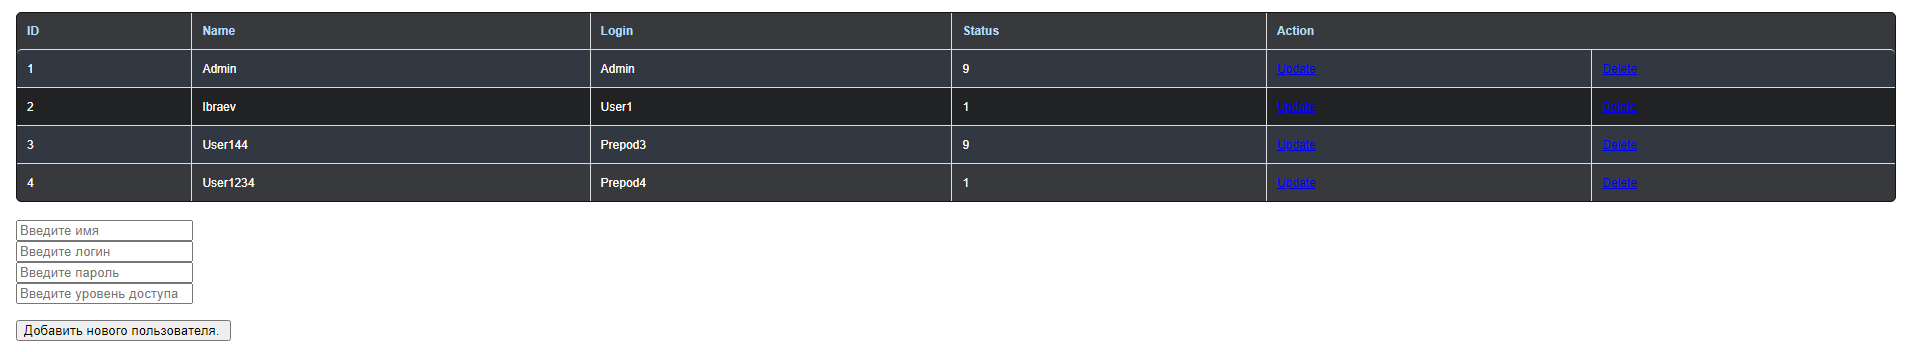 ID Name Login Status Action
1 Admin Admin 9 Update Delete
2 Ibraev User1 1 Update Delete
3 User144 Prepod3 9 Update Delete
4 User1234 Prepod4 1 Update Delete
Введите имя
Введите логин
Введите пароль
Введите уровень доступа
Добавить нового пользователя.